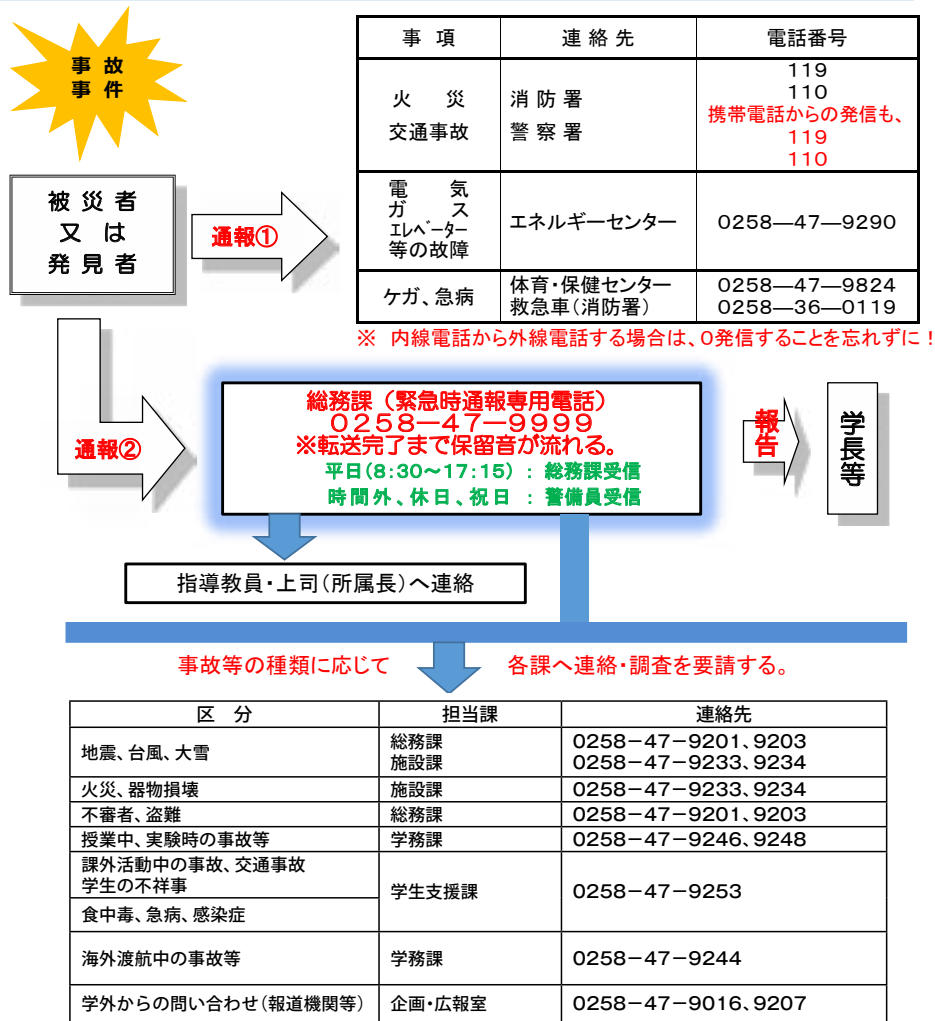 事 故
事 件
事 項 連 絡 先 電話番号
火 災 消 防 署 119
交通事故 警 察 署 110
携帯電話からの発信も、
119
110
被 災 者
又 は
発 見 者
通報①
電 気
ガ ス
エレベーター
等の故障
エネルギーセンター
0258―47―9290
ケガ、急病
体育・保健センター 0258―47―9824
救急車(消防署) 0258―36―0119
※ 内線電話から外線電話する場合は、0発信することを忘れずに!
通報②
総務課(緊急時通報専用電話)
0258―47―9999
※転送完了まで保留音が流れる。
平日(8:30~17:15) : 総務課受信
時間外、休日、祝日 : 警備員受信
報告
学長等
指導教員・上司(所属長)へ連絡
事故等の種類に応じて 各課へ連絡・調査を要請する。
区 分 担当課 連絡先
地震、台風、大雪
総務課 0258-47-9201、9203
施設課 0258-47-9233、9234
火災、器物損壊 施設課 0258-47-9233、9234
不審者、盗難 総務課 0258-47-9201、9203
授業中、実験時の事故等 学務課 0258-47-9246、9248
課外活動中の事故、交通事故
学生の不祥事
食中毒、急病、感染症
学生支援課 0258-47-9253
海外渡航中の事故等 学務課 0258-47-9244
学外からの問い合わせ(報道機関等) 企画・広報室 0258-47-9016、9207